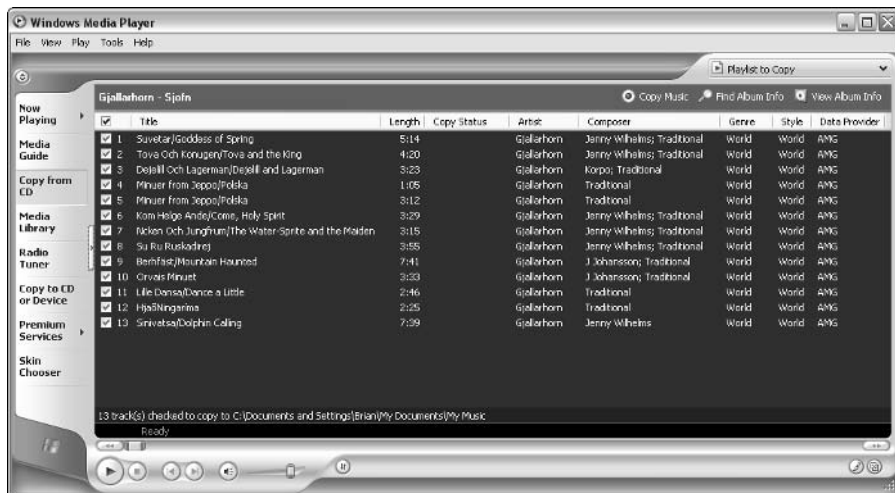 Windows Media Player
File View Play Tools Help
Playlist to Copy
Gjallarhorn - Sjofn
Copy Music Find Album Info View Album Info
Title Length Copy Status Artist Composer Genre Style Data Provider
1 Suvetar/Goddess of Spring 5:14 Gjallarhorn Jenny Wilhelms; Traditional World World AMG
2 Tova Och Konugen/Tova and the King 4:20 Gjallarhorn Jenny Wilhelms; Traditional World World AMG
3 Dejelill Och Lagerman/Dejelill and Lagerman 3:23 Gjallarhorn Korpo; Traditional World World AMG
4 Minuer from Jeppo/Polska 1:05 Gjallarhorn Traditional World World AMG
5 Minuer from Jeppo/Polska 3:12 Gjallarhorn Traditional World World AMG
6 Kom Helge Ande/Come, Holy Spirit 3:29 Gjallarhorn Jenny Wilhelms; Traditional World World AMG
7 Ncken Och Jungfrun/The Water-Sprite and the Maiden 3:15 Gjallarhorn Jenny Wilhelms; Traditional World World AMG
8 Su Ru Ruskadirej 3:55 Gjallarhorn Jenny Wilhelms; Traditional World World AMG
9 Berhfäst/Mountain Haunted 7:41 Gjallarhorn J Johansson; Traditional World World AMG
10 Orvais Minuet 3:33 Gjallarhorn J Johansson; Traditional World World AMG
11 Lille Dansa/Dance a Little 2:46 Gjallarhorn Traditional World World AMG
12 Hjaßlningarima 2:25 Gjallarhorn Traditional World World AMG
13 Sinivatsa/Dolphin Caling 7:39 Gjallarhorn Jenny Wilhelms World World AMG
13 track(s) checked to copy to C:\Documents and Settings\Brian\My Documents\My Music
Ready
Now
Playing
Media
Guide
Copy from
CD
Media
Library
Radio
Tuner
Copy to CD
or Device
Premium
Services
Skin
Chooser